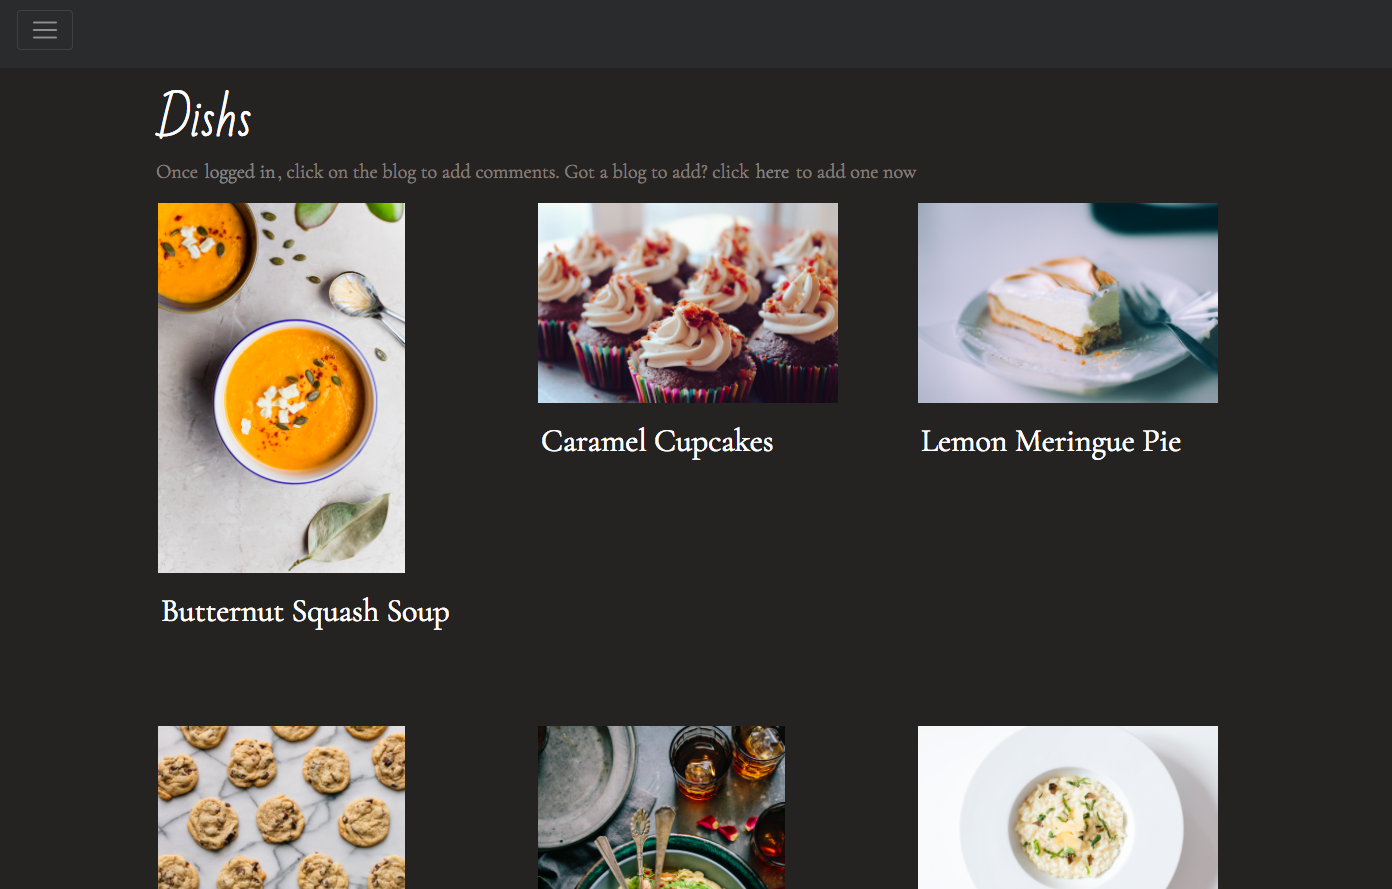 Dishs
Once logged in, click on the blog to add comments. Got a blog to add? click here to add one now
Caramel Cupcakes
Lemon Meringue Pie
Butternut Squash Soup